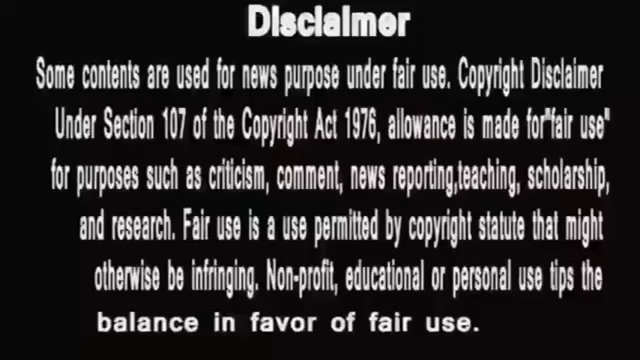 Disclaimer
Some contents are used for news purpose under fair use. Copyright Disclaimer
Under Section 107 of the Copyright Act 1976, allowance is made for"fair use"
for purposes such as criticism, comment, news reporting,teaching, scholarship,
and research. Fair use is a use permitted by copyright statute that might
otherwise be infringing. Non-profit, educational or personal use tips the
balance in favor of fair use.